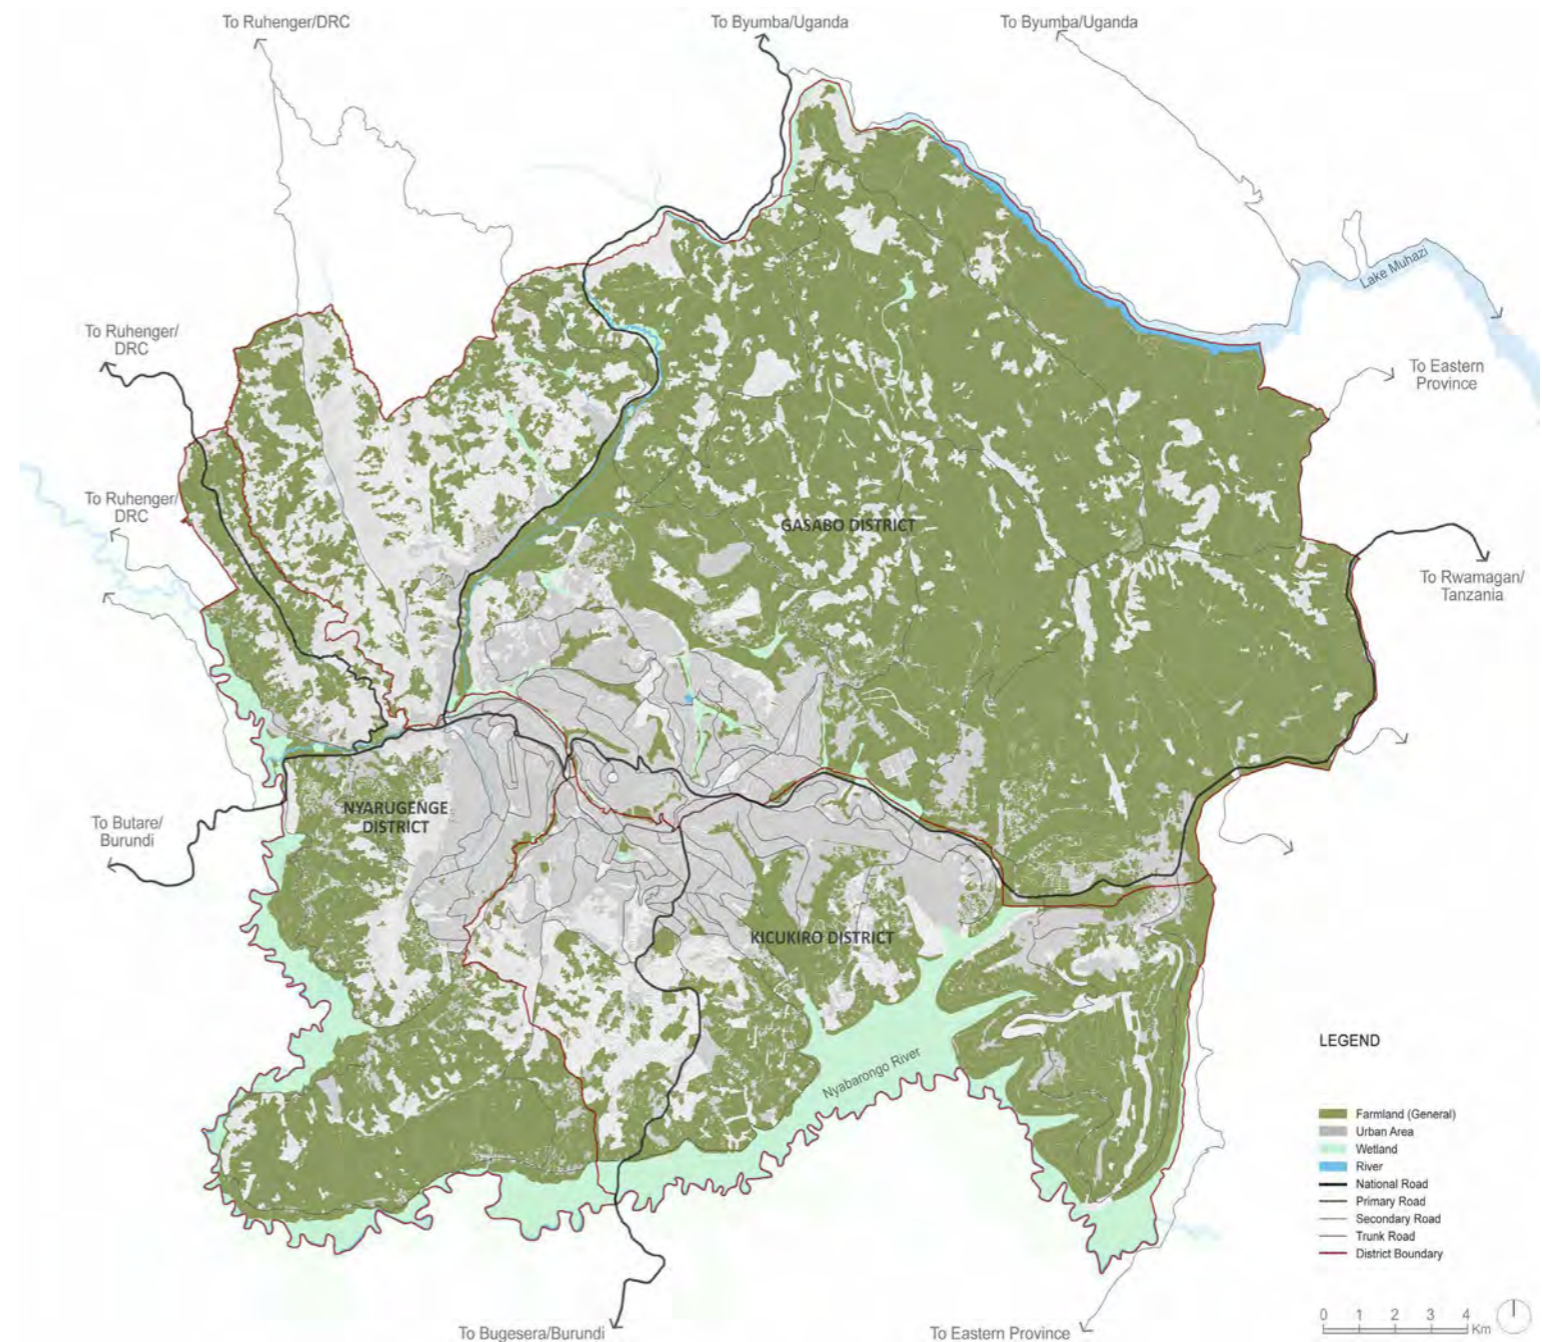 To Ruhenger/DRC
To Byumba/Uganda
To Byumba/Uganda
Lake Muhazi
To Ruhenger/
DRC
To Eastern
Province
To Ruhenger/
DRC
GASABO DISTRICT
To Rwamagan/
Tanzania
NYARUGENGE
DISTRICT
To Butare/
Burundi
KICUKIRO DISTRICT
Nyabarongo River
LEGEND
Farmland (General)
Urban Area
Wetland
River
National Road
Primary Road
Secondary Road
Trunk Road
District Boundary
0 1 2 3 4
Km
To Bugesera/Burundi
To Eastern Province